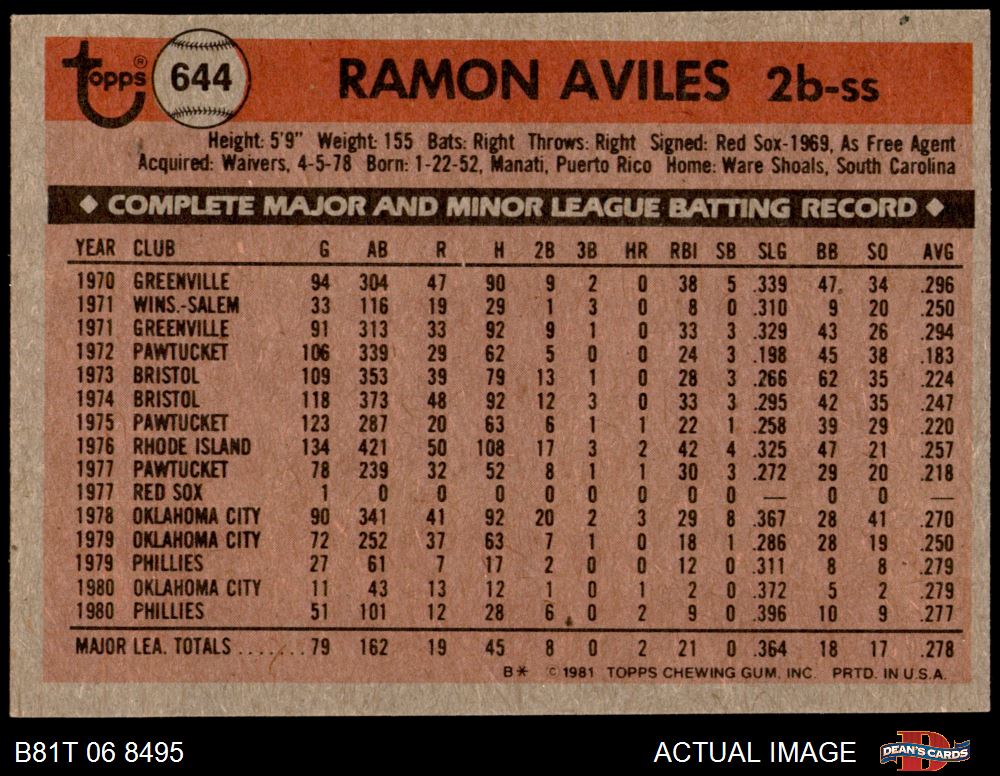 Topps® 644 RAMON AVILES 2b-ss
Height: 5'9" Weight: 155 Bats: Right Throws: Right Signed: Red Sox-1969, As Free Agent
Acquired: Waivers, 4-5-78 Born: 1-22-52, Manati, Puerto Rico Home: Ware Shoals, South Carolina
◆ COMPLETE MAJOR AND MINOR LEAGUE BATTING RECORD ◆
YEAR CLUB G AB R H 2B 3B HR RBI SB SLG BB SO AVG
1970 GREENVILLE 94 304 47 90 9 2 0 38 5 .339 47 34 .296
1971 WINS.-SALEM 33 116 19 29 1 3 0 8 0 .310 9 20 .250
1971 GREENVILLE 91 313 33 92 9 1 0 33 3 .329 43 26 .294
1972 PAWTUCKET 106 339 29 62 5 0 0 24 3 .198 45 38 .183
1973 BRISTOL 109 353 39 79 13 1 0 28 3 .266 62 35 .224
1974 BRISTOL 118 373 48 92 12 3 0 33 3 .295 42 35 .247
1975 PAWTUCKET 123 287 20 63 6 1 1 22 1 .258 39 29 .220
1976 RHODE ISLAND 134 421 50 108 17 3 2 42 4 .325 47 21 .257
1977 PAWTUCKET 78 239 32 52 8 1 1 30 3 .272 29 20 .218
1977 RED SOX 1 0 0 0 0 0 0 0 0 — 0 0 —
1978 OKLAHOMA CITY 90 341 41 92 20 2 3 29 8 .367 28 41 .270
1979 OKLAHOMA CITY 72 252 37 63 7 1 0 18 1 .286 28 19 .250
1979 PHILLIES 27 61 7 17 2 0 0 12 0 .311 8 8 .279
1980 OKLAHOMA CITY 11 43 13 12 1 0 1 2 0 .372 5 2 .279
1980 PHILLIES 51 101 12 28 6 0 2 9 0 .396 10 9 .277
MAJOR LEA. TOTALS ....... 79 162 19 45 8 0 2 21 0 .364 18 17 .278
B* © 1981 TOPPS CHEWING GUM, INC. PRTD. IN U.S.A.
B81T 06 8495 ACTUAL IMAGE DEAN'S CARDS